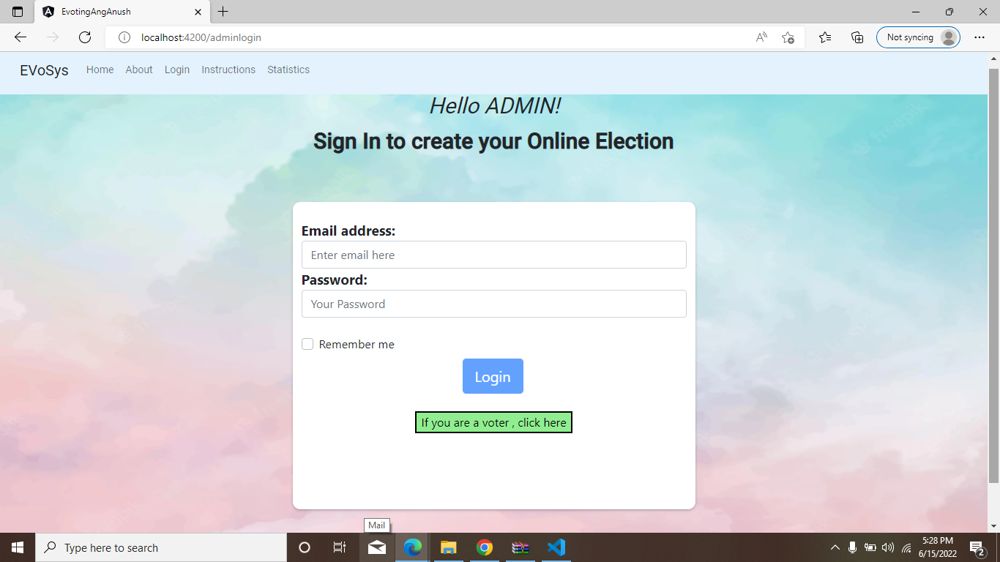 EvotingAngAnush
localhost:4200/adminlogin
Not syncing
EVoSys Home About Login Instructions Statistics
Hello ADMIN!
Sign In to create your Online Election
Email address:
Enter email here
Password:
Your Password
Remember me
Login
If you are a voter , click here
Mail
Type here to search
5:28 PM
6/15/2022
2